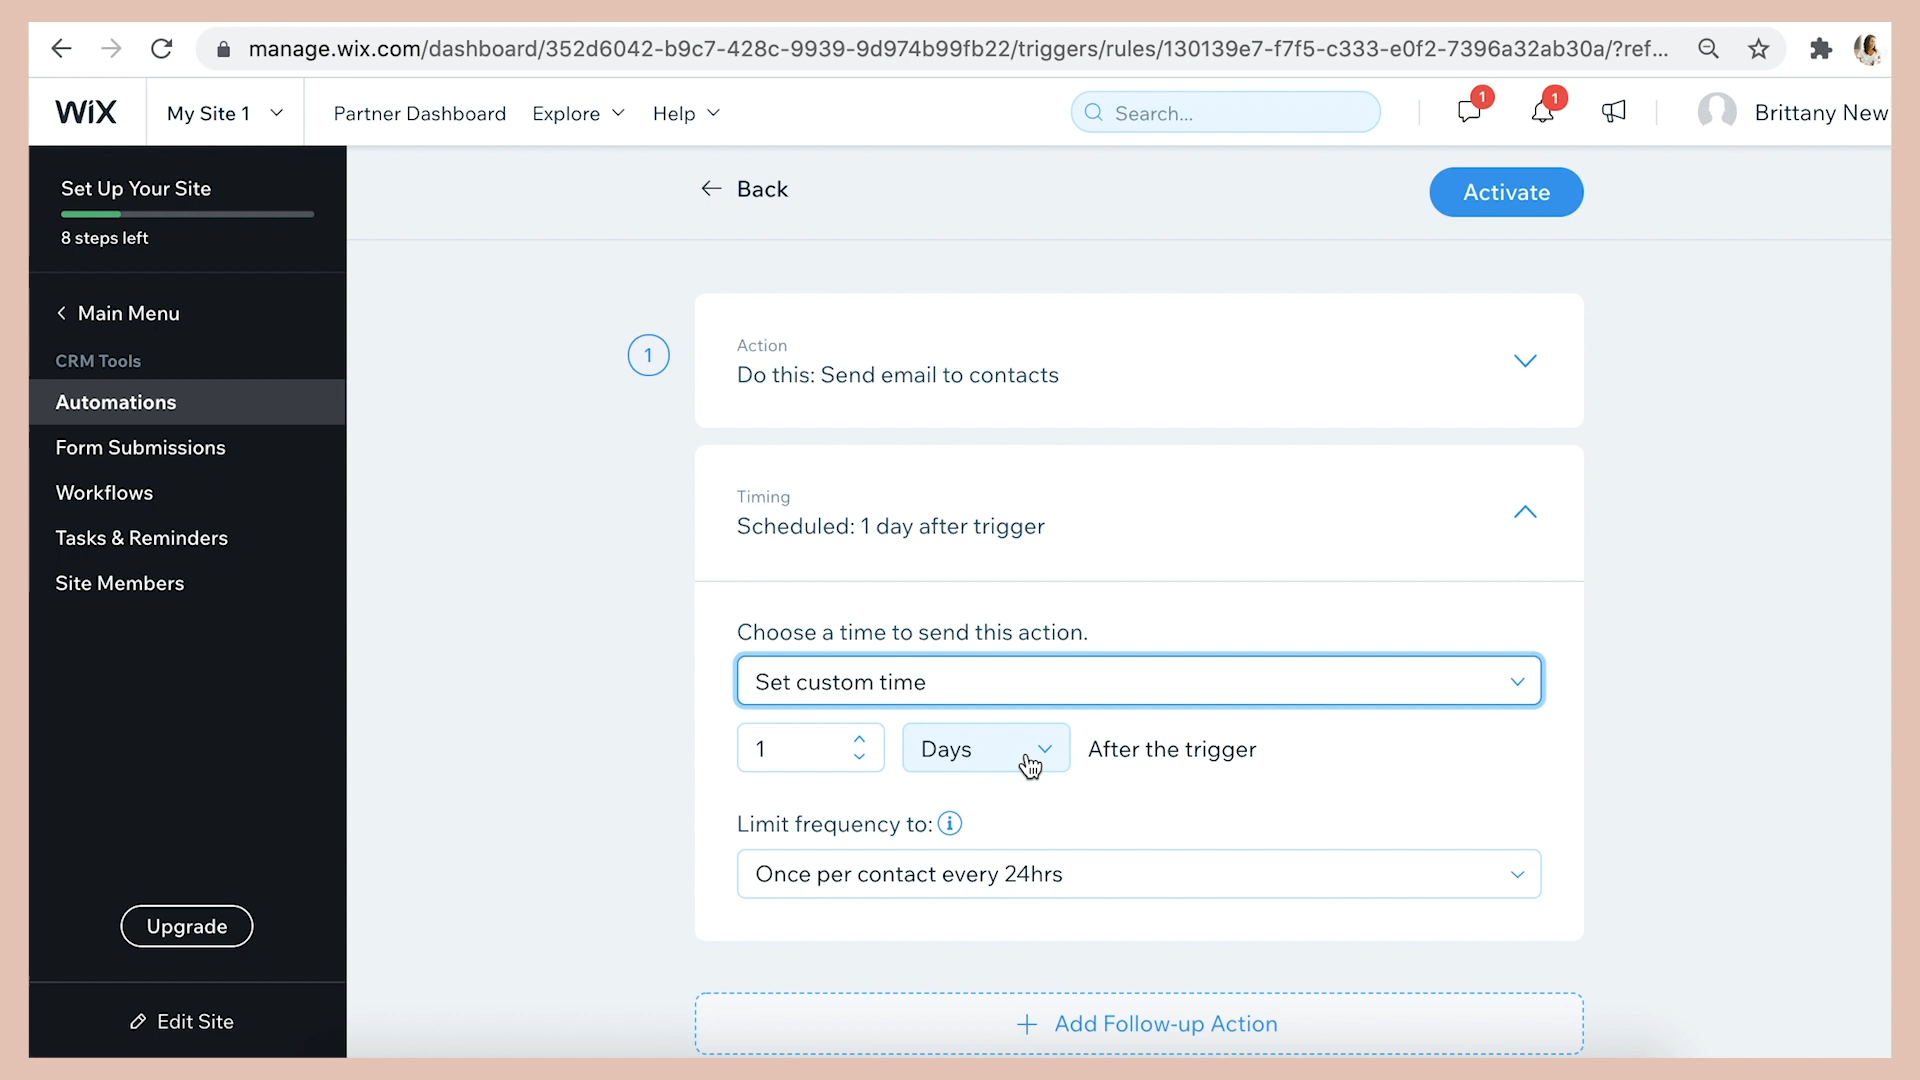 manage.wix.com/dashboard/352d6042-b9c7-428c-9939-9d974b99fb22/triggers/rules/130139e7-f7f5-c333-e0f2-7396a32ab30a/?ref...
WiX
My Site 1
Partner Dashboard
Explore
Help
Search...
1
1
Brittany New
Set Up Your Site
8 steps left
Main Menu
CRM Tools
Automations
Form Submissions
Workflows
Tasks & Reminders
Site Members
Upgrade
Edit Site
Back
Activate
1
Action
Do this: Send email to contacts
Timing
Scheduled: 1 day after trigger
Choose a time to send this action.
Set custom time
1
Days
After the trigger
Limit frequency to:
Once per contact every 24hrs
+ Add Follow-up Action